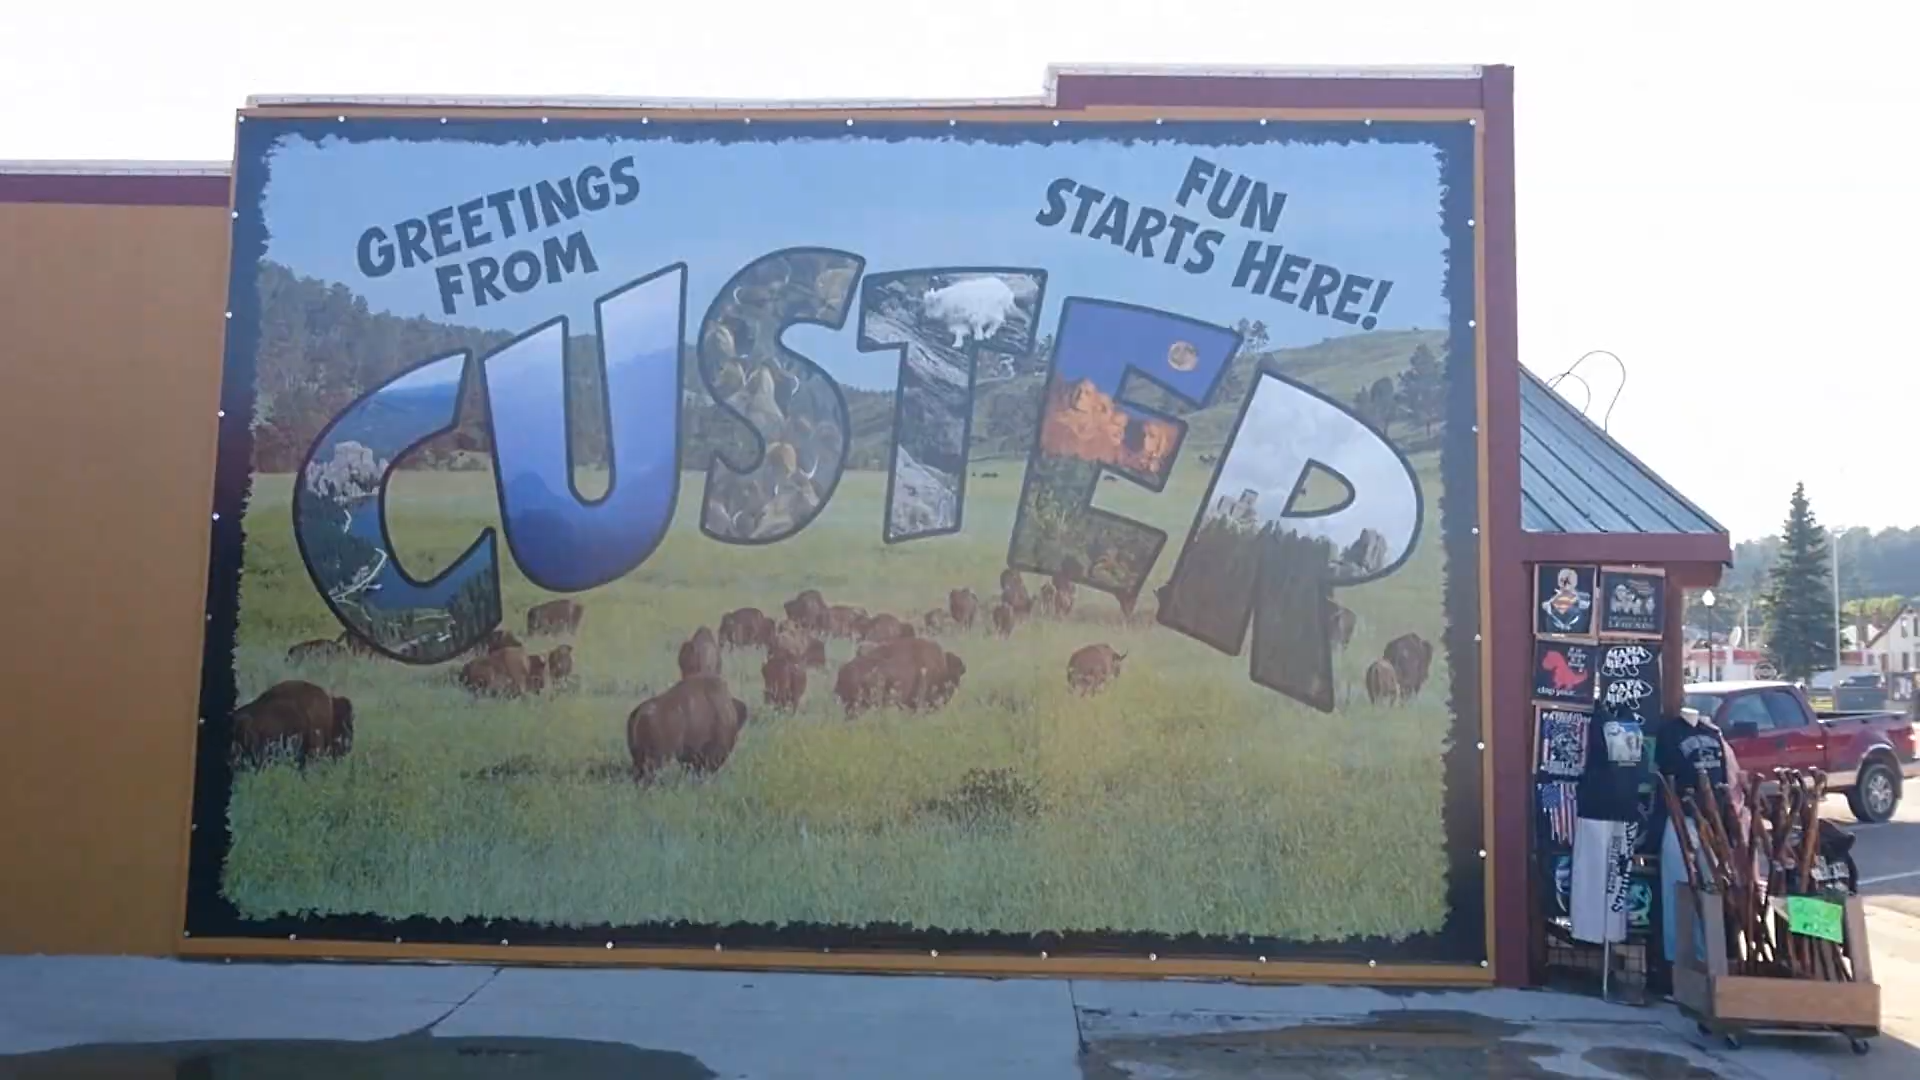 GREETINGS
FROM
FUN
STARTS HERE!
CUSTER
MAMA
BEAR
PAPA
BEAR